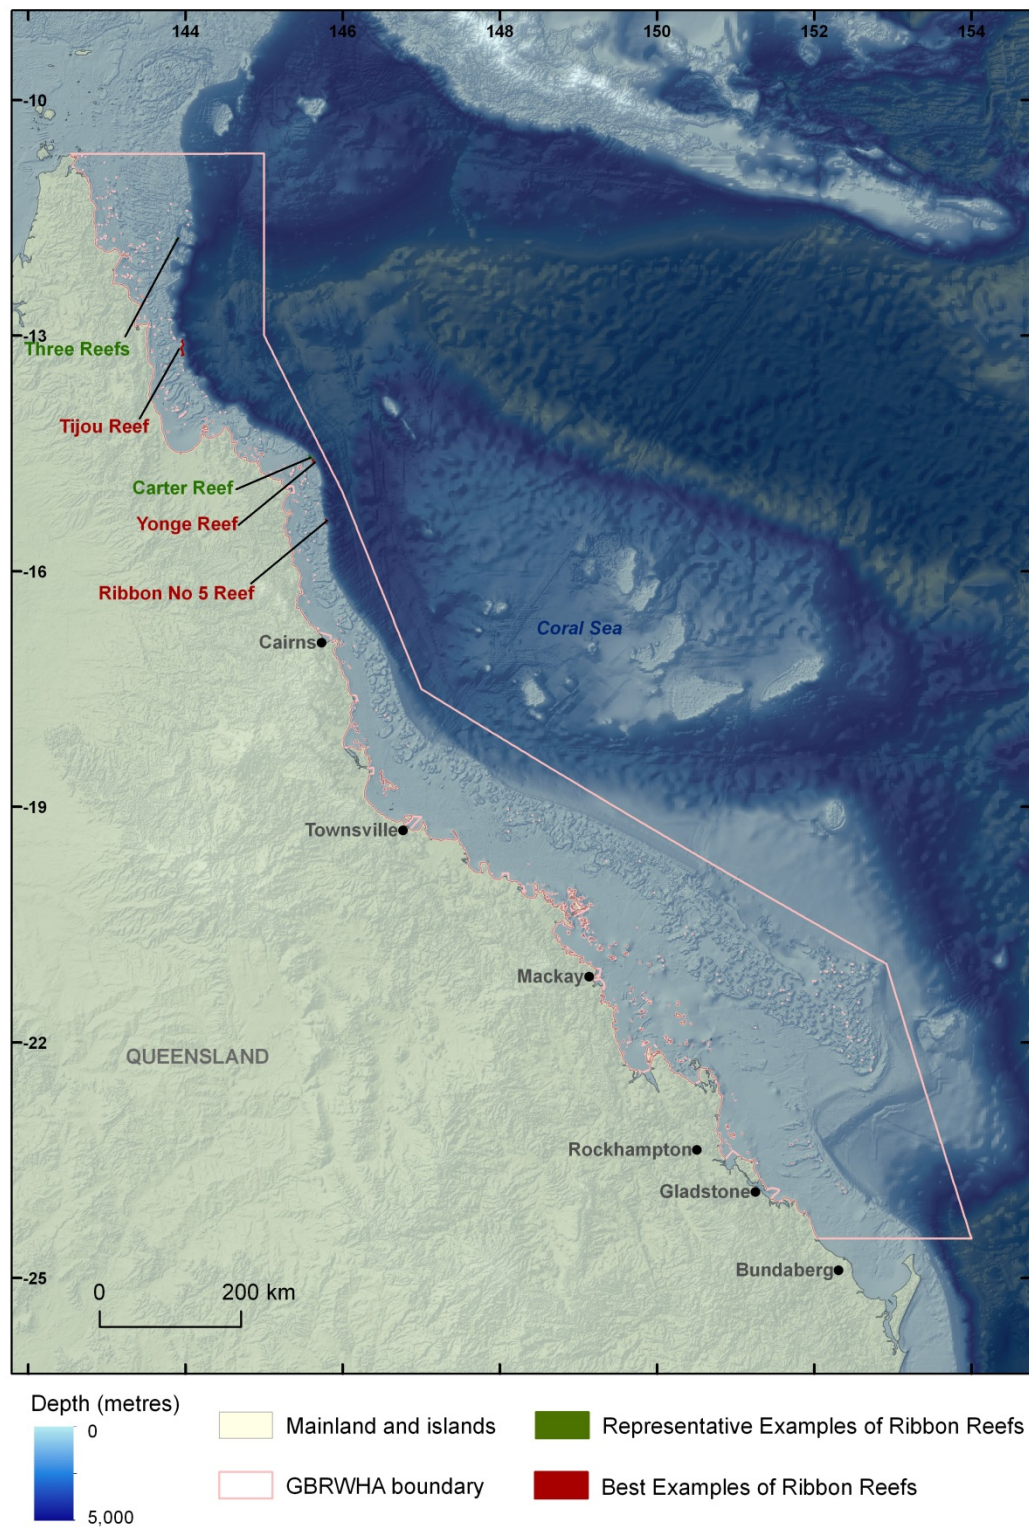 144 146 148 150 152 154
-10
-13
Three Reefs
Tijou Reef
Carter Reef
Yonge Reef
-16
Ribbon No 5 Reef
Coral Sea
Cairns
-19
Townsville
Mackay
-22
QUEENSLAND
Rockhampton
Gladstone
Bundaberg
-25
0 200 km
Depth (metres)
0
5,000
Mainland and islands
GBRWHA boundary
Representative Examples of Ribbon Reefs
Best Examples of Ribbon Reefs